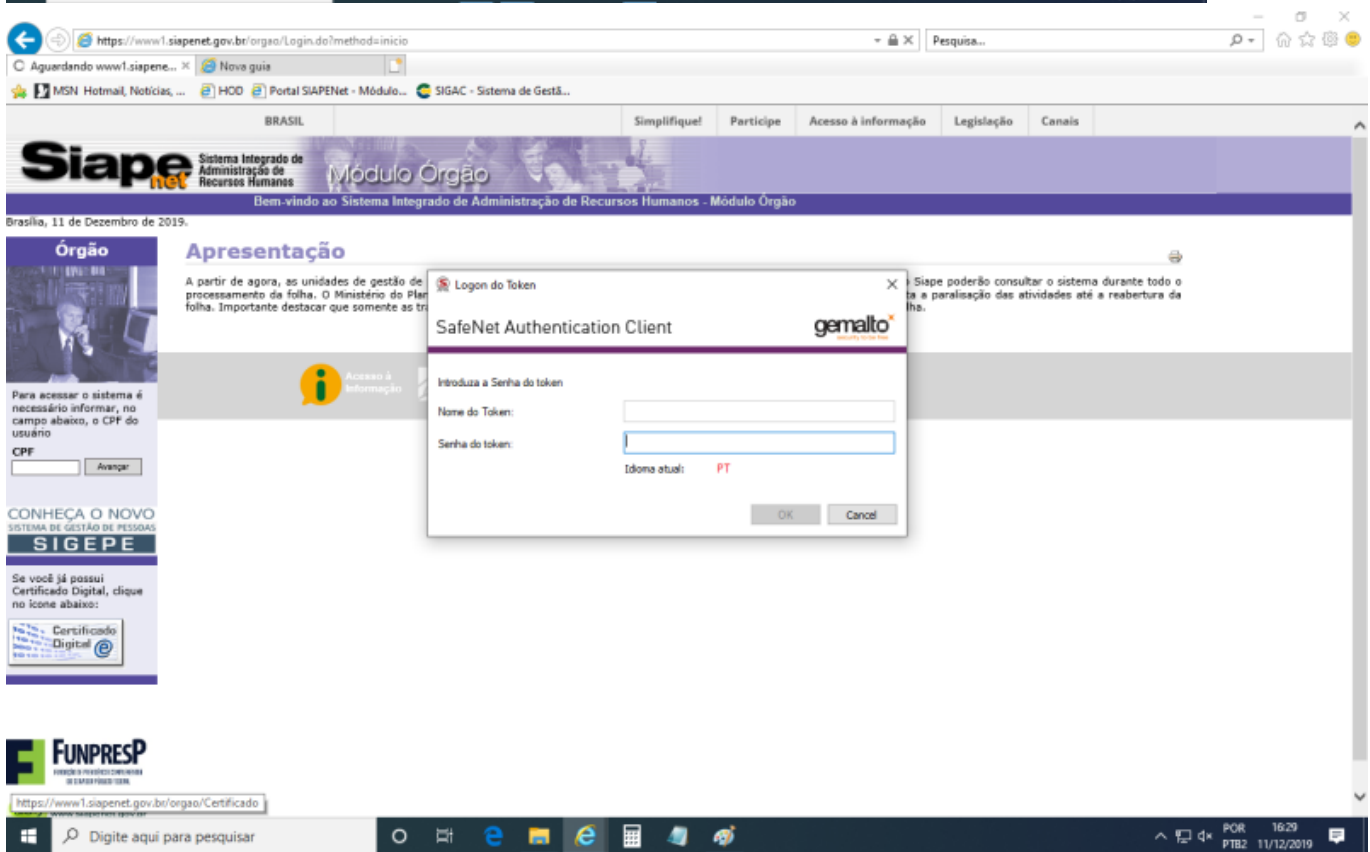 https://www1.siapenet.gov.br/orgao/Login.do?method=inicio
Pesquisa...
Aguardando www1.siapene...
Nova guia
MSN Hotmail, Notícias, ...
HOD
Portal SIAPENet - Módulo...
SIGAC - Sistema de Gestã...
BRASIL
Simplifique!
Participe
Acesso à informação
Legislação
Canais
Siape
net
Sistema Integrado de
Administração de
Recursos Humanos
Módulo Órgão
Bem-vindo ao Sistema Integrado de Administração de Recursos Humanos - Módulo Órgão
Brasília, 11 de Dezembro de 2019.
Órgão
Para acessar o sistema é
necessário informar, no
campo abaixo, o CPF do
usuário
CPF
Avançar
CONHEÇA O NOVO
SISTEMA DE GESTÃO DE PESSOAS
SIGEPE
Se você já possui
Certificado Digital, clique
no ícone abaixo:
Certificado
Digital
FUNPRESP
Apresentação
A partir de agora, as unidades de gestão de
Siape poderão consultar o sistema durante todo o
processamento da folha. O Ministério do
a paralisação das atividades até a reabertura da
folha. Importante destacar que somente as
Acesso à
Informação
Logon do Token
SafeNet Authentication Client
gemalto
security to be free
Introduza a Senha do token
Nome do Token:
Senha do token:
Idioma atual: PT
OK
Cancel
https://www1.siapenet.gov.br/orgao/Certificado
Digite aqui para pesquisar
POR
PTB2
16:29
11/12/2019